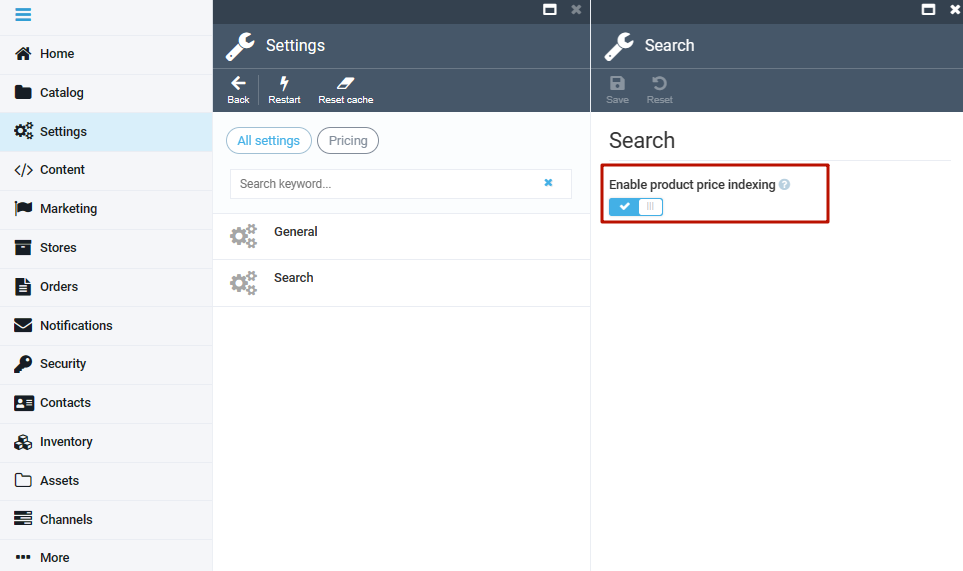 Home
Catalog
Settings
Content
Marketing
Stores
Orders
Notifications
Security
Contacts
Inventory
Assets
Channels
More
Settings
Back Restart Reset cache
All settings Pricing
Search keyword...
General
Search
Search
Save Reset
Search
Enable product price indexing